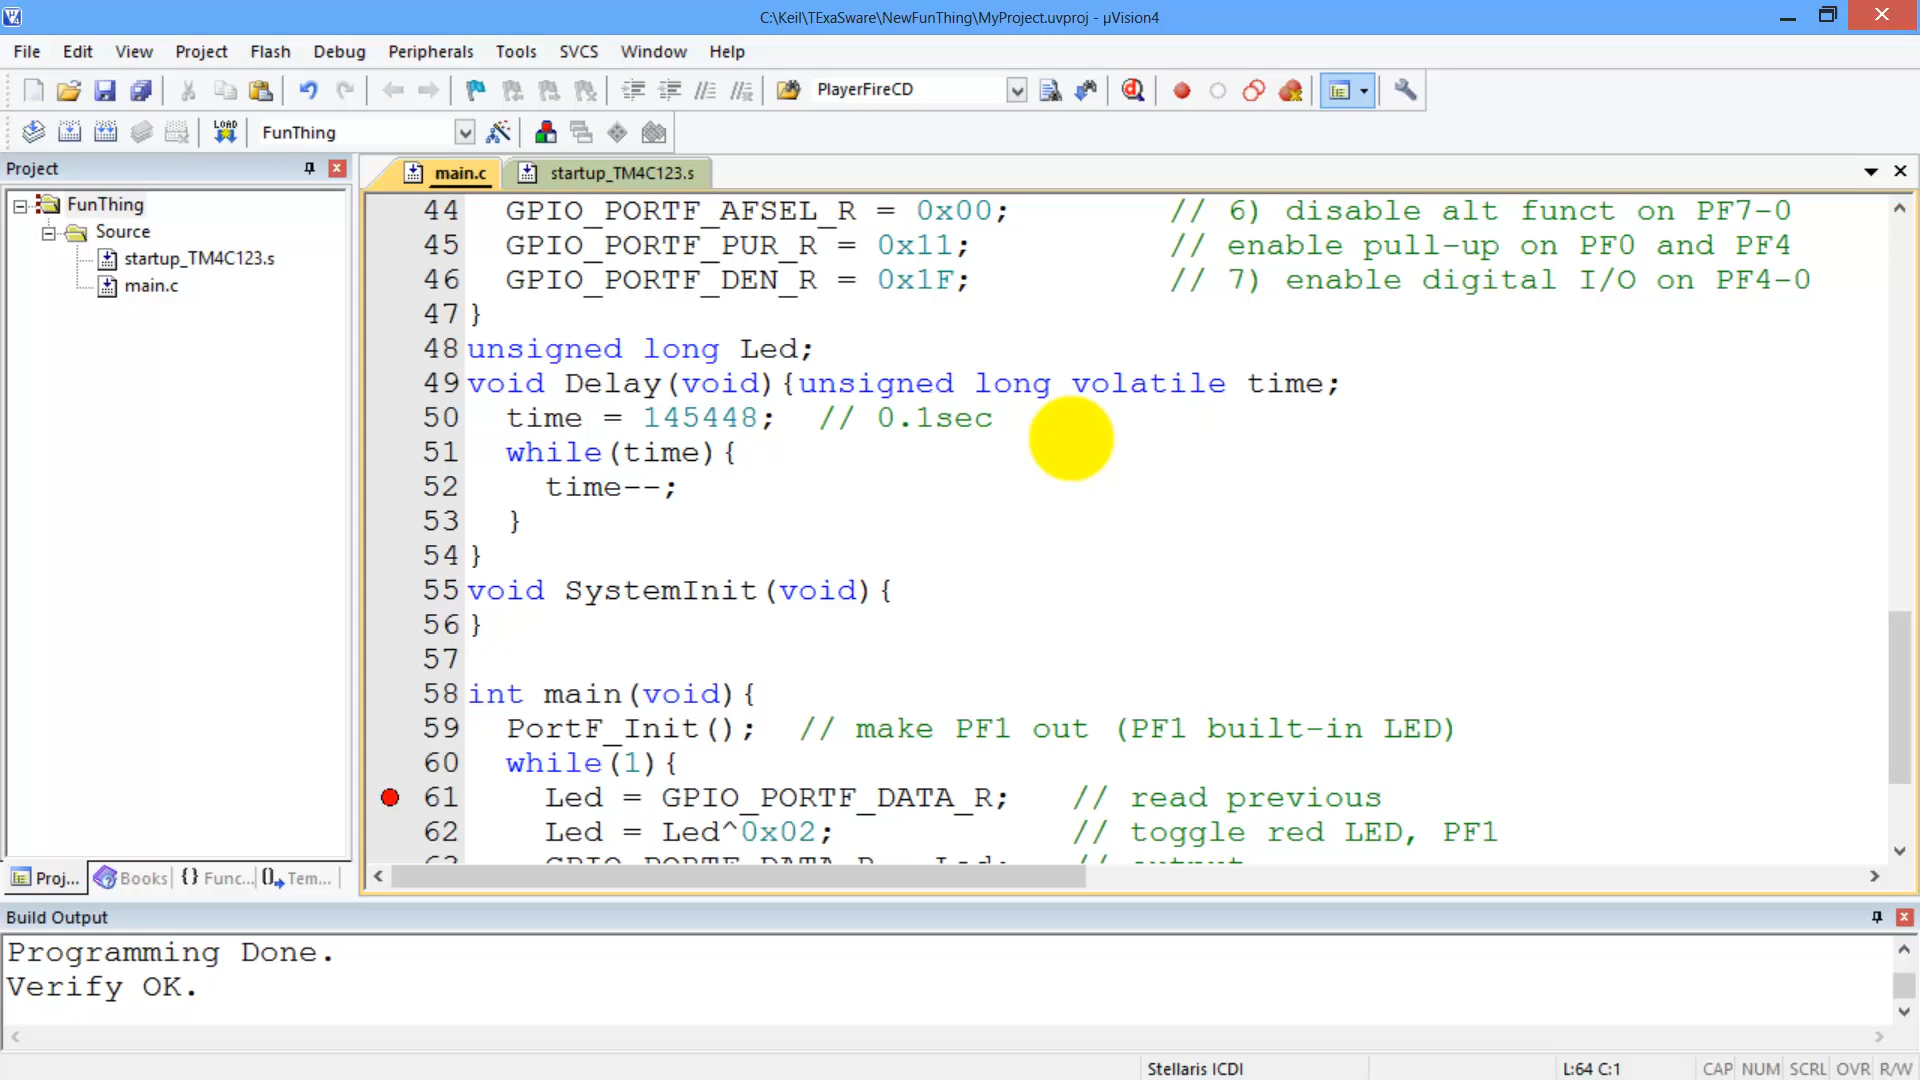 C:\Keil\TExaSware\NewFunThing\MyProject.uvproj - µVision4
File Edit View Project Flash Debug Peripherals Tools SVCS Window Help
PlayerFireCD
LOAD FunThing
Project
main.c startup_TM4C123.s
FunThing
Source
startup_TM4C123.s
main.c
44 GPIO_PORTF_AFSEL_R = 0x00; // 6) disable alt funct on PF7-0
45 GPIO_PORTF_PUR_R = 0x11; // enable pull-up on PF0 and PF4
46 GPIO_PORTF_DEN_R = 0x1F; // 7) enable digital I/O on PF4-0
47 }
48 unsigned long Led;
49 void Delay(void){unsigned long volatile time;
50 time = 145448; // 0.1sec
51 while(time){
52 time--;
53 }
54 }
55 void SystemInit(void){
56 }
57
58 int main(void){
59 PortF_Init(); // make PF1 out (PF1 built-in LED)
60 while(1){
61 Led = GPIO_PORTF_DATA_R; // read previous
62 Led = Led^0x02; // toggle red LED, PF1
Proj... Books {} Func... Tem...
Build Output
Programming Done.
Verify OK.
Stellaris ICDI L:64 C:1 CAP NUM SCRL OVR R/W